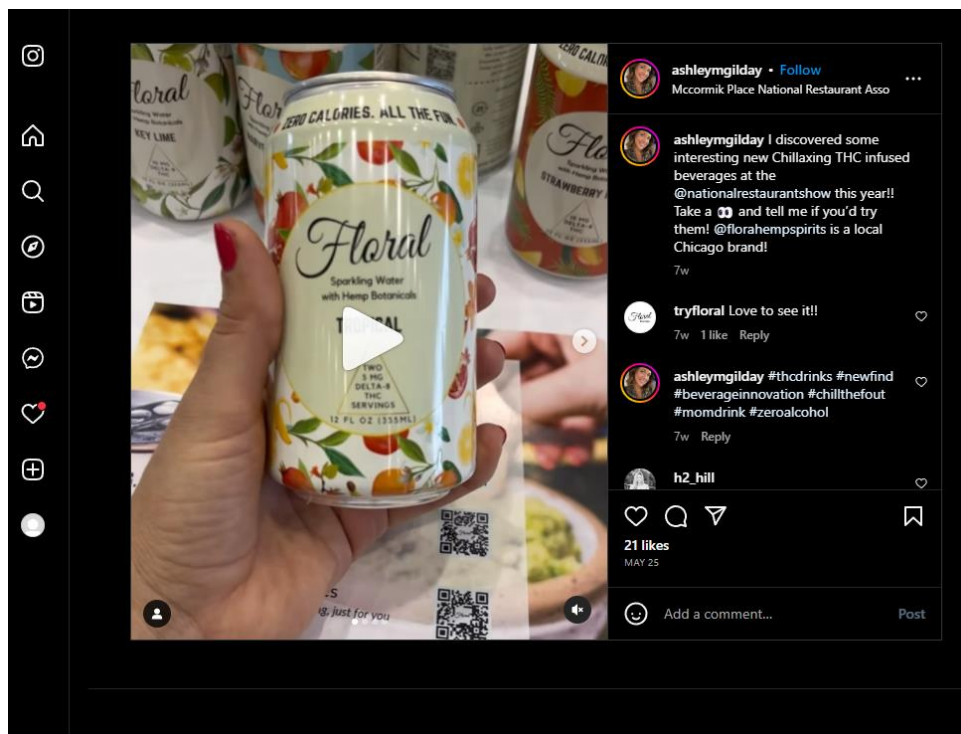 ashleymgilday • Follow
Mccormik Place National Restaurant Asso
ZERO CALORIES. ALL THE FUN.
Floral
Sparkling Water
with Hemp Botanicals
TROPICAL
TWO
5 MG
DELTA-8
THC
SERVINGS
12 FL OZ (355ML)
loral
KEY LIME
Flor
ZERO CALOR
Flo
STRAWBERRY
g, just for you
ashleymgilday I discovered some
interesting new Chillaxing THC infused
beverages at the
@nationalrestaurantshow this year!!
Take a 👀 and tell me if you'd try
them! @florahempspirits is a local
Chicago brand!
7w
tryfloral Love to see it!!
7w 1 like Reply
ashleymgilday #thcdrinks #newfind
#beverageinnovation #chillthefout
#momdrink #zeroalcohol
7w Reply
h2_hill
21 likes
MAY 25
Add a comment...
Post